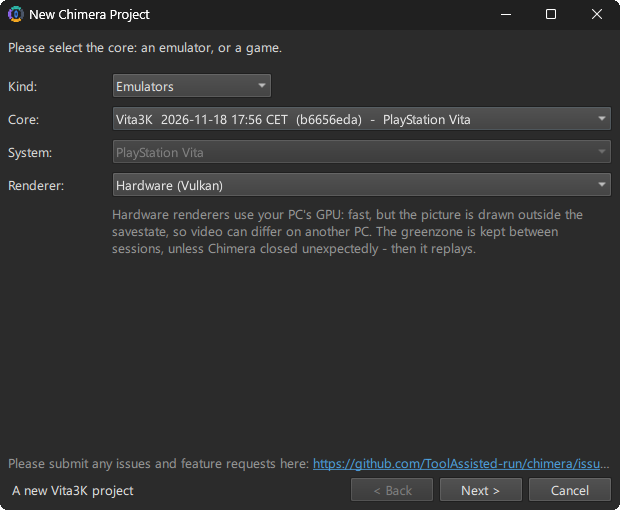 New Chimera Project
Please select the core: an emulator, or a game.
Kind: Emulators
Core: Vita3K 2026-11-18 17:56 CET (b6656eda) - PlayStation Vita
System: PlayStation Vita
Renderer: Hardware (Vulkan)
Hardware renderers use your PC's GPU: fast, but the picture is drawn outside the
savestate, so video can differ on another PC. The greenzone is kept between
sessions, unless Chimera closed unexpectedly - then it replays.
Please submit any issues and feature requests here: https://github.com/ToolAssisted-run/chimera/issu...
A new Vita3K project < Back Next > Cancel